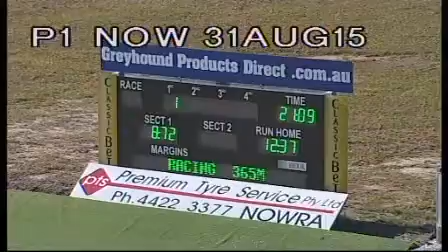 P1 NOW 31AUG15
Greyhound Products Direct .com.au
RACE 1st 2nd 3rd 4th TIME
1 21.09
SECT 1 SECT 2 RUN HOME
8.72 12.37
MARGINS
RACING 365M
CLASSIC BET
CLASSIC BET
pts Premium Tyre Service Pty Ltd
Ph. 4422 3377 NOWRA